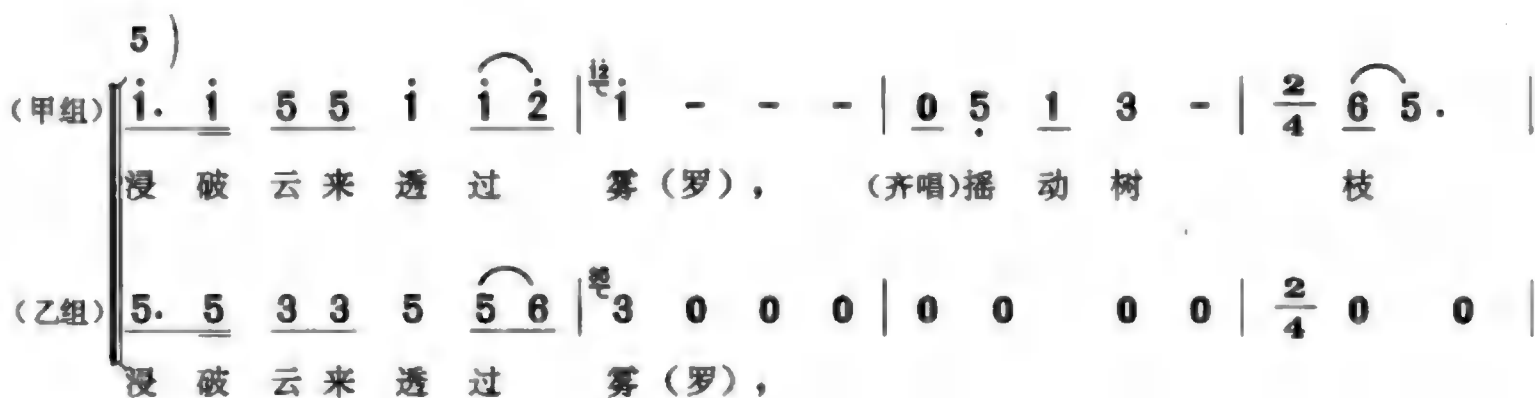 5 )
(甲组) i. i 5 5 i i 2 | i - - - | 0 5 1 3 - | 2/4 6 5. |
浸 破 云 来 透 过 雾 (罗), (齐唱)摇 动 树 枝
(乙组) 5. 5 3 3 5 5 6 | 3 0 0 0 | 0 0 0 0 | 2/4 0 0 |
浸 破 云 来 透 过 雾 (罗),